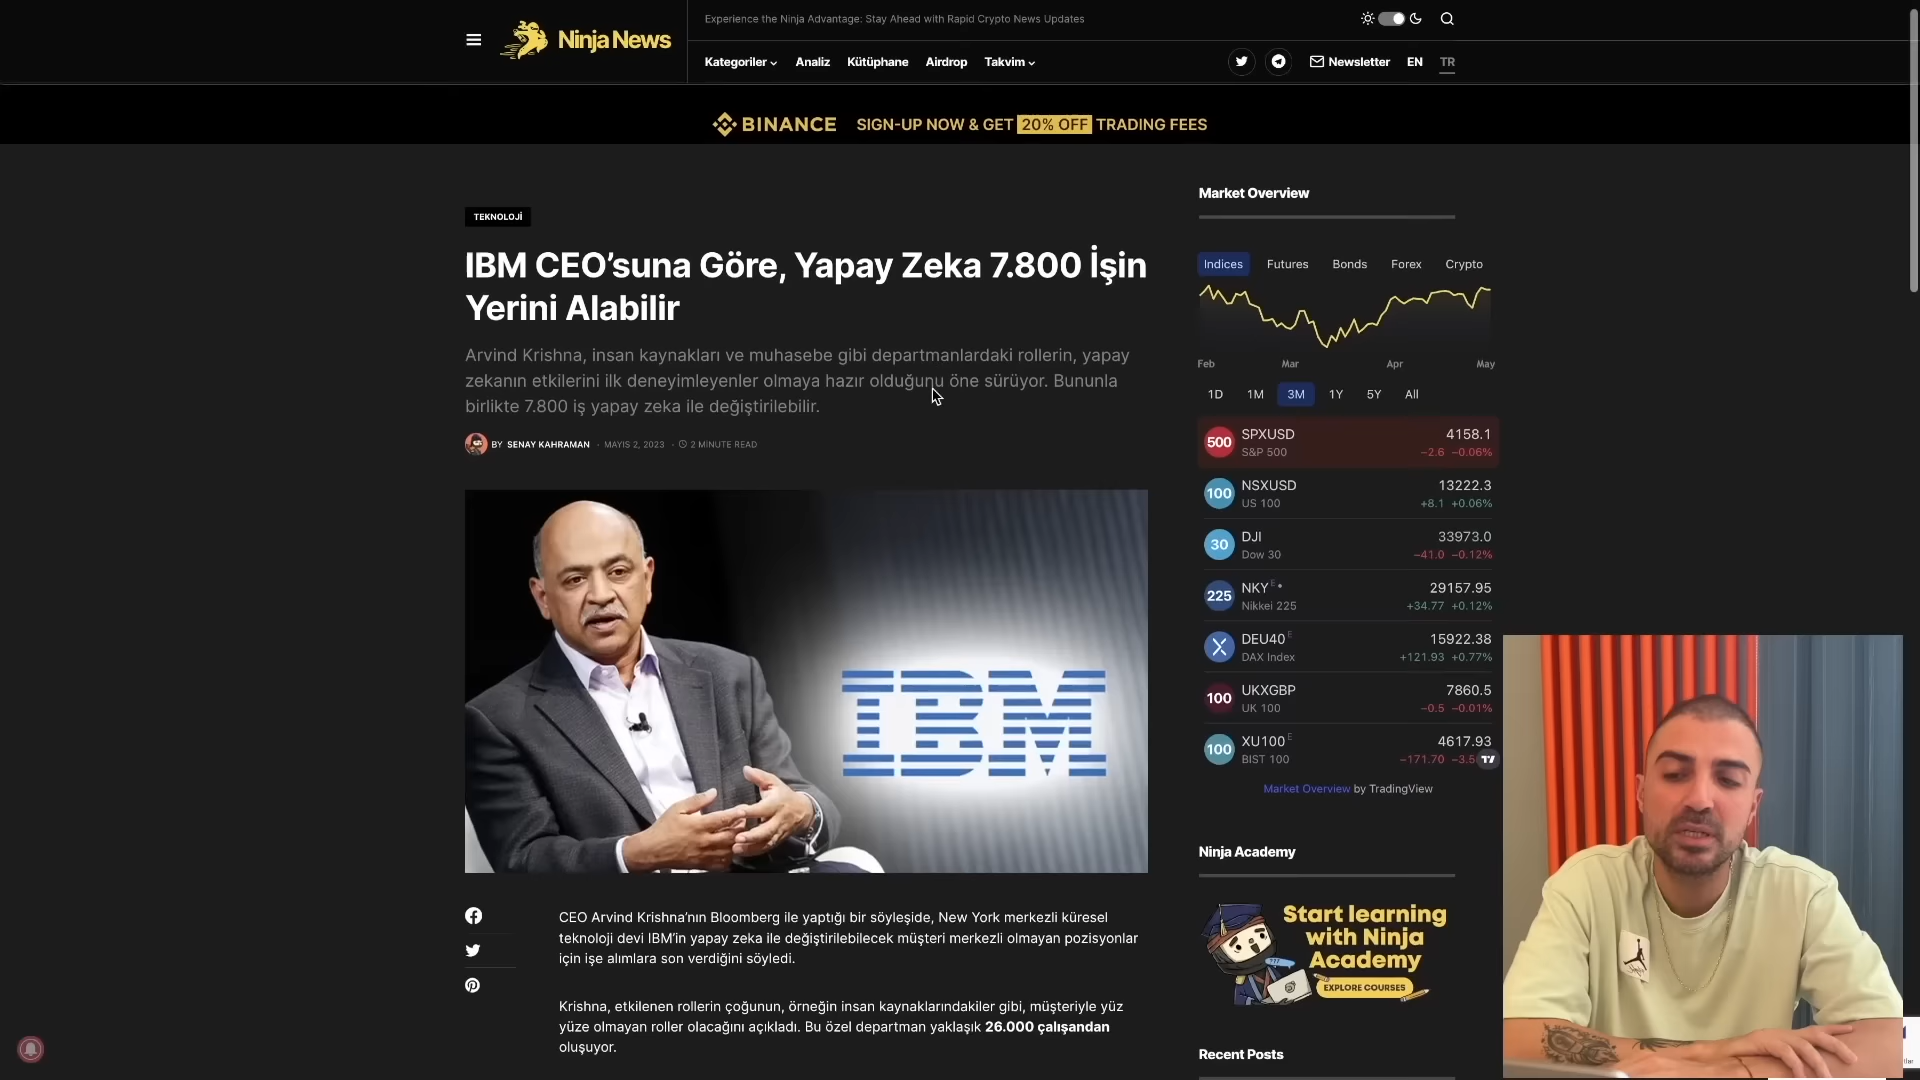 Ninja News
Experience the Ninja Advantage: Stay Ahead with Rapid Crypto News Updates
Kategoriler Analiz Kütüphane Airdrop Takvim
Newsletter EN TR
BINANCE SIGN-UP NOW & GET 20% OFF TRADING FEES
TEKNOLOJİ
IBM CEO’suna Göre, Yapay Zeka 7.800 İşin
Yerini Alabilir
Arvind Krishna, insan kaynakları ve muhasebe gibi departmanlardaki rollerin, yapay
zekanın etkilerini ilk deneyimleyenler olmaya hazır olduğunu öne sürüyor. Bununla
birlikte 7.800 iş yapay zeka ile değiştirilebilir.
BY SENAY KAHRAMAN · MAYIS 2, 2023 · 2 MINUTE READ
IBM
CEO Arvind Krishna’nın Bloomberg ile yaptığı bir söyleşide, New York merkezli küresel
teknoloji devi IBM’in yapay zeka ile değiştirilebilecek müşteri merkezli olmayan pozisyonlar
için işe alımlara son verdiğini söyledi.
Krishna, etkilenen rollerin çoğunun, örneğin insan kaynaklarındakiler gibi, müşteriyle yüz
yüze olmayan roller olacağını açıkladı. Bu özel departman yaklaşık 26.000 çalışandan
oluşuyor.
Market Overview
Indices Futures Bonds Forex Crypto
Feb Mar Apr May
1D 1M 3M 1Y 5Y All
500 SPXUSD 4158.1
S&P 500 −2.6 −0.06%
100 NSXUSD 13222.3
US 100 +8.1 +0.06%
30 DJI 33973.0
Dow 30 −41.0 −0.12%
225 NKY E 29157.95
Nikkei 225 +34.77 +0.12%
DEU40 E 15922.38
DAX Index +121.93 +0.77%
100 UKXGBP 7860.5
UK 100 −0.5 −0.01%
100 XU100 E 4617.93
BIST 100 −171.70 −3.5
Market Overview by TradingView
Ninja Academy
Start learning
with Ninja
Academy
EXPLORE COURSES
Recent Posts